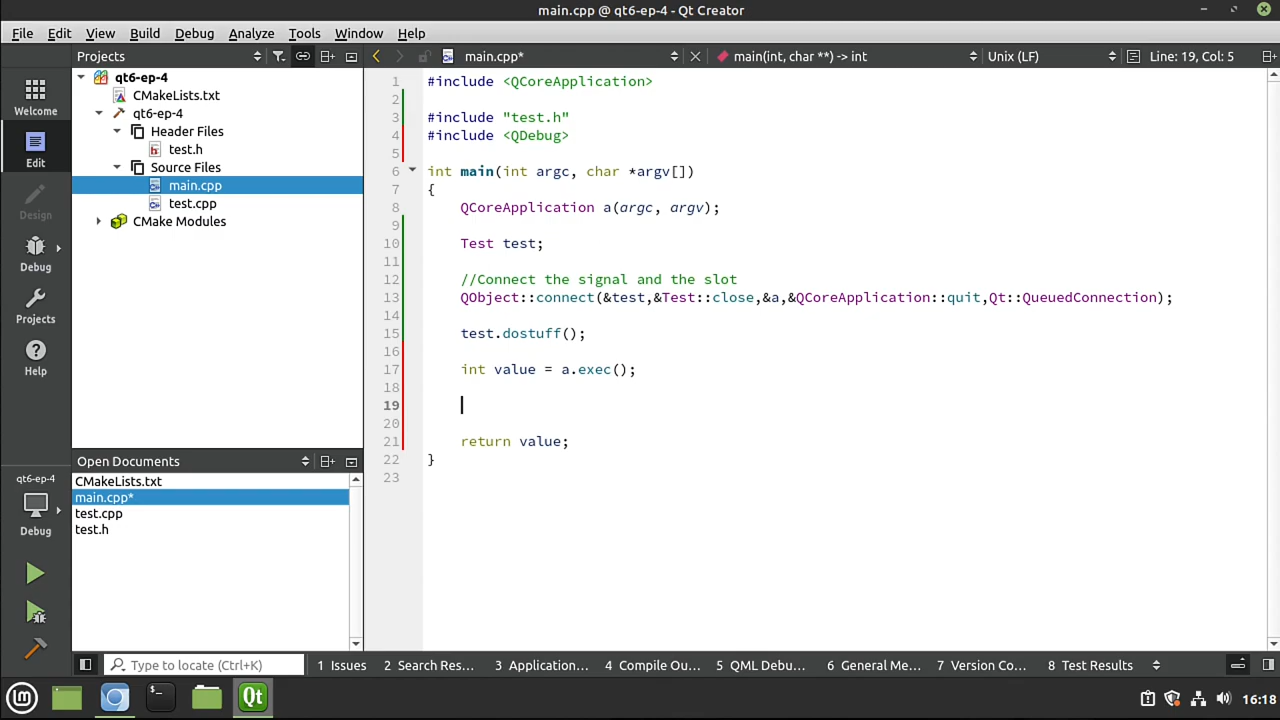 main.cpp @ qt6-ep-4 - Qt Creator
File Edit View Build Debug Analyze Tools Window Help
Projects main.cpp* main(int, char **) -> int Unix (LF) Line: 19, Col: 5
Welcome
Edit
Design
Debug
Projects
Help
qt6-ep-4
Debug
qt6-ep-4
CMakeLists.txt
qt6-ep-4
Header Files
test.h
Source Files
main.cpp
test.cpp
CMake Modules
Open Documents
CMakeLists.txt
main.cpp*
test.cpp
test.h
1 #include <QCoreApplication>
2
3 #include "test.h"
4 #include <QDebug>
5
6 int main(int argc, char *argv[])
7 {
8 QCoreApplication a(argc, argv);
9
10 Test test;
11
12 //Connect the signal and the slot
13 QObject::connect(&test,&Test::close,&a,&QCoreApplication::quit,Qt::QueuedConnection);
14
15 test.dostuff();
16
17 int value = a.exec();
18
19
20
21 return value;
22 }
23
Type to locate (Ctrl+K) 1 Issues 2 Search Res... 3 Application... 4 Compile Ou... 5 QML Debu... 6 General Me... 7 Version Co... 8 Test Results
Qt 16:18